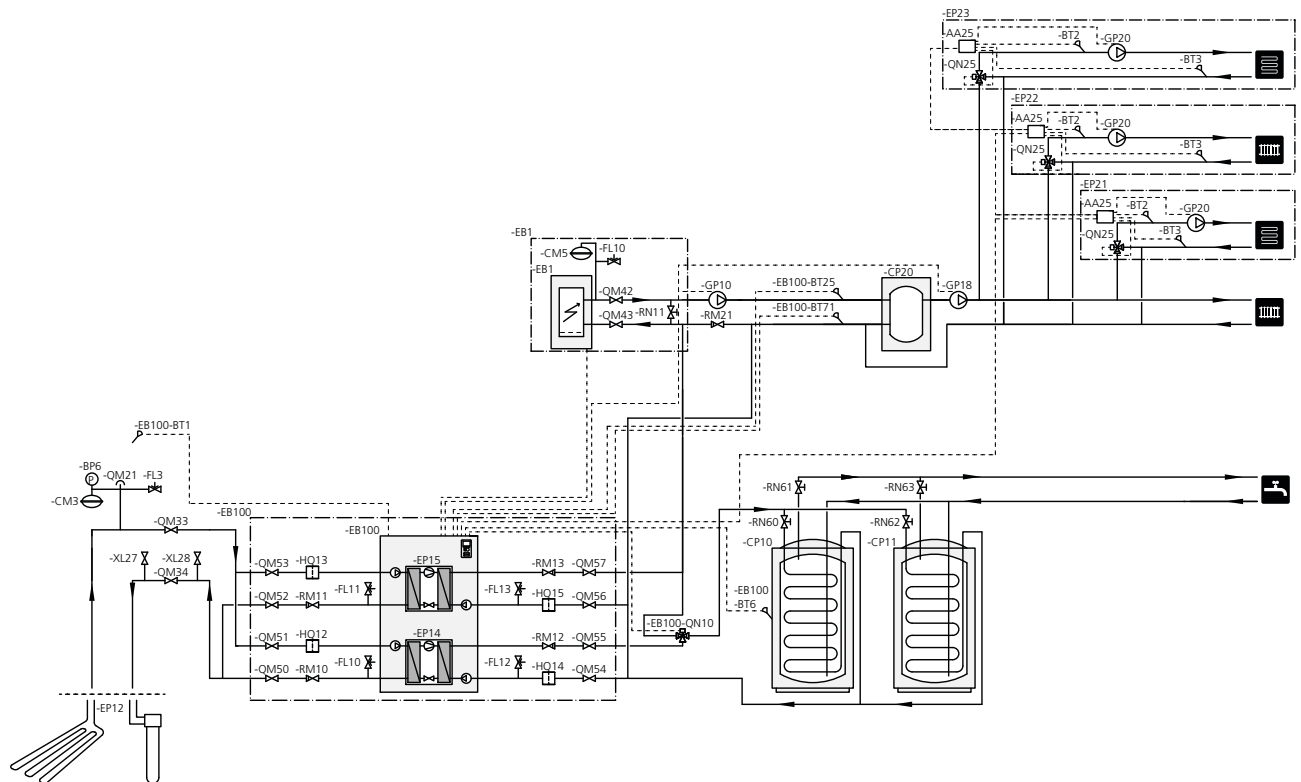 -EP23
-AA25
-BT2
-GP20
-QN25
-BT3
-EP22
-AA25
-BT2
-GP20
-QN25
-BT3
-EP21
-AA25
-BT2
-GP20
-QN25
-BT3
-EB1
-CM5
-FL10
-EB1
-QM42
-GP10
-EB100-BT25
-CP20
-GP18
-QM43
-RN11
-RM21
-EB100-BT71
-EB100-BT1
-BP6
P
-QM21
-FL3
-CM3
-QM33
-EB100
-EB100
-XL27
-XL28
-QM34
-QM53
-HQ13
-EP15
-RM13
-QM57
-FL11
-FL13
-QM52
-RM11
-HQ15
-QM56
-QM51
-HQ12
-EP14
-RM12
-QM55
-EB100-QN10
-FL10
-FL12
-QM50
-RM10
-HQ14
-QM54
-RN61
-RN63
-RN60
-RN62
-CP10
-CP11
-EB100
-BT6
-EP12